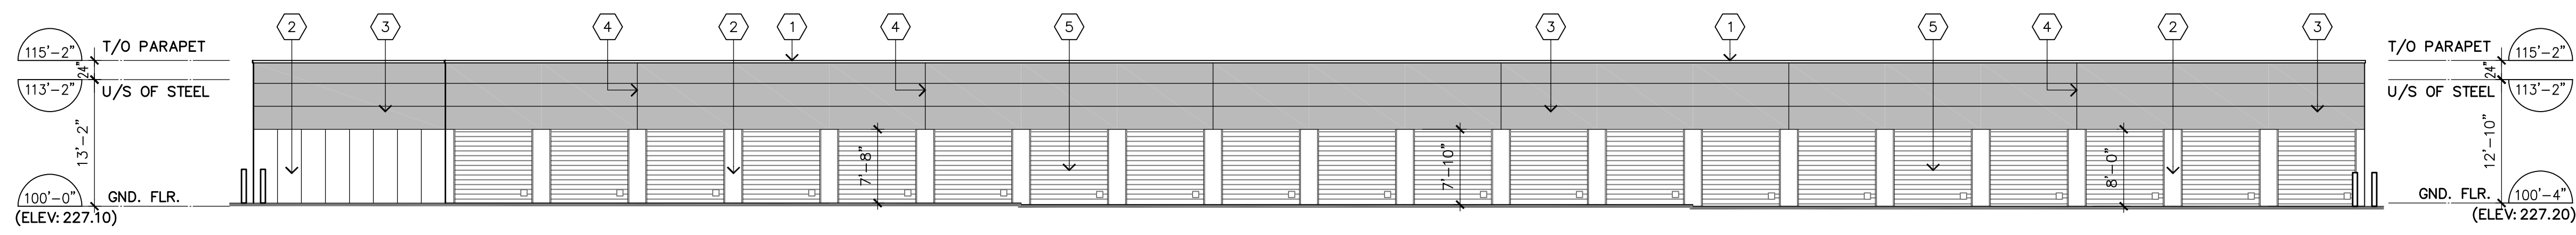 2 3 4 2 1 4 5 3 1 5 4 2 3
115'-2" T/O PARAPET T/O PARAPET 115'-2"
24" 24"
113'-2" U/S OF STEEL U/S OF STEEL 113'-2"
13'-2" 7'-8" 7'-10" 8'-0" 12'-10"
100'-0" GND. FLR. GND. FLR. 100'-4"
(ELEV: 227.10) (ELEV: 227.20)